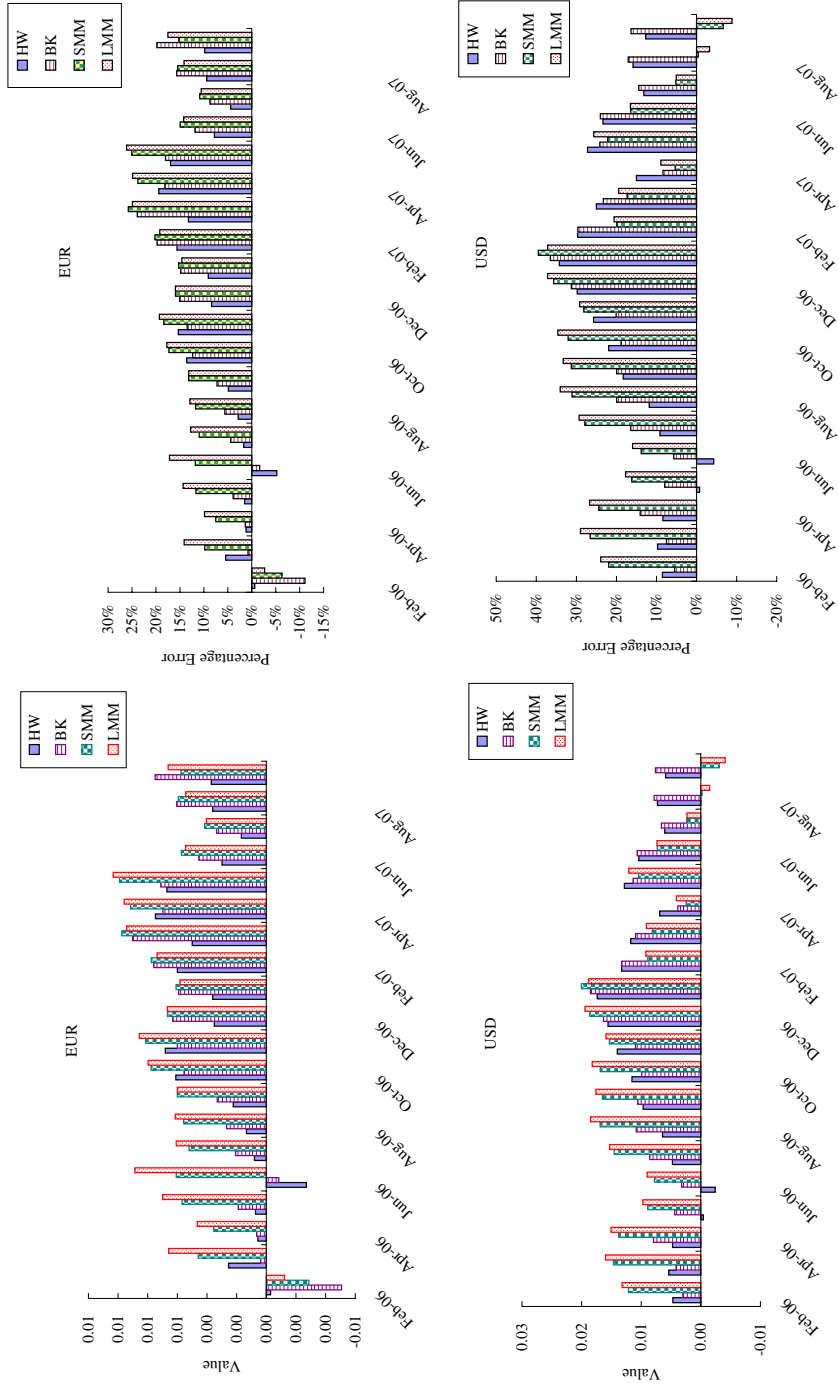 EUR
HW
BK
SMM
LMM
Percentage Error
30%
25%
20%
15%
10%
5%
0%
-5%
-10%
-15%
Feb-06
Apr-06
Jun-06
Aug-06
Oct-06
Dec-06
Feb-07
Apr-07
Jun-07
Aug-07
USD
HW
BK
SMM
LMM
Percentage Error
50%
40%
30%
20%
10%
0%
-10%
-20%
Feb-06
Apr-06
Jun-06
Aug-06
Oct-06
Dec-06
Feb-07
Apr-07
Jun-07
Aug-07
EUR
HW
BK
SMM
LMM
Value
0.01
0.01
0.01
0.01
0.00
0.00
0.00
0.00
0.00
-0.01
Feb-06
Apr-06
Jun-06
Aug-06
Oct-06
Dec-06
Feb-07
Apr-07
Jun-07
Aug-07
USD
HW
BK
SMM
LMM
Value
0.03
0.02
0.01
0.00
-0.01
Feb-06
Apr-06
Jun-06
Aug-06
Oct-06
Dec-06
Feb-07
Apr-07
Jun-07
Aug-07